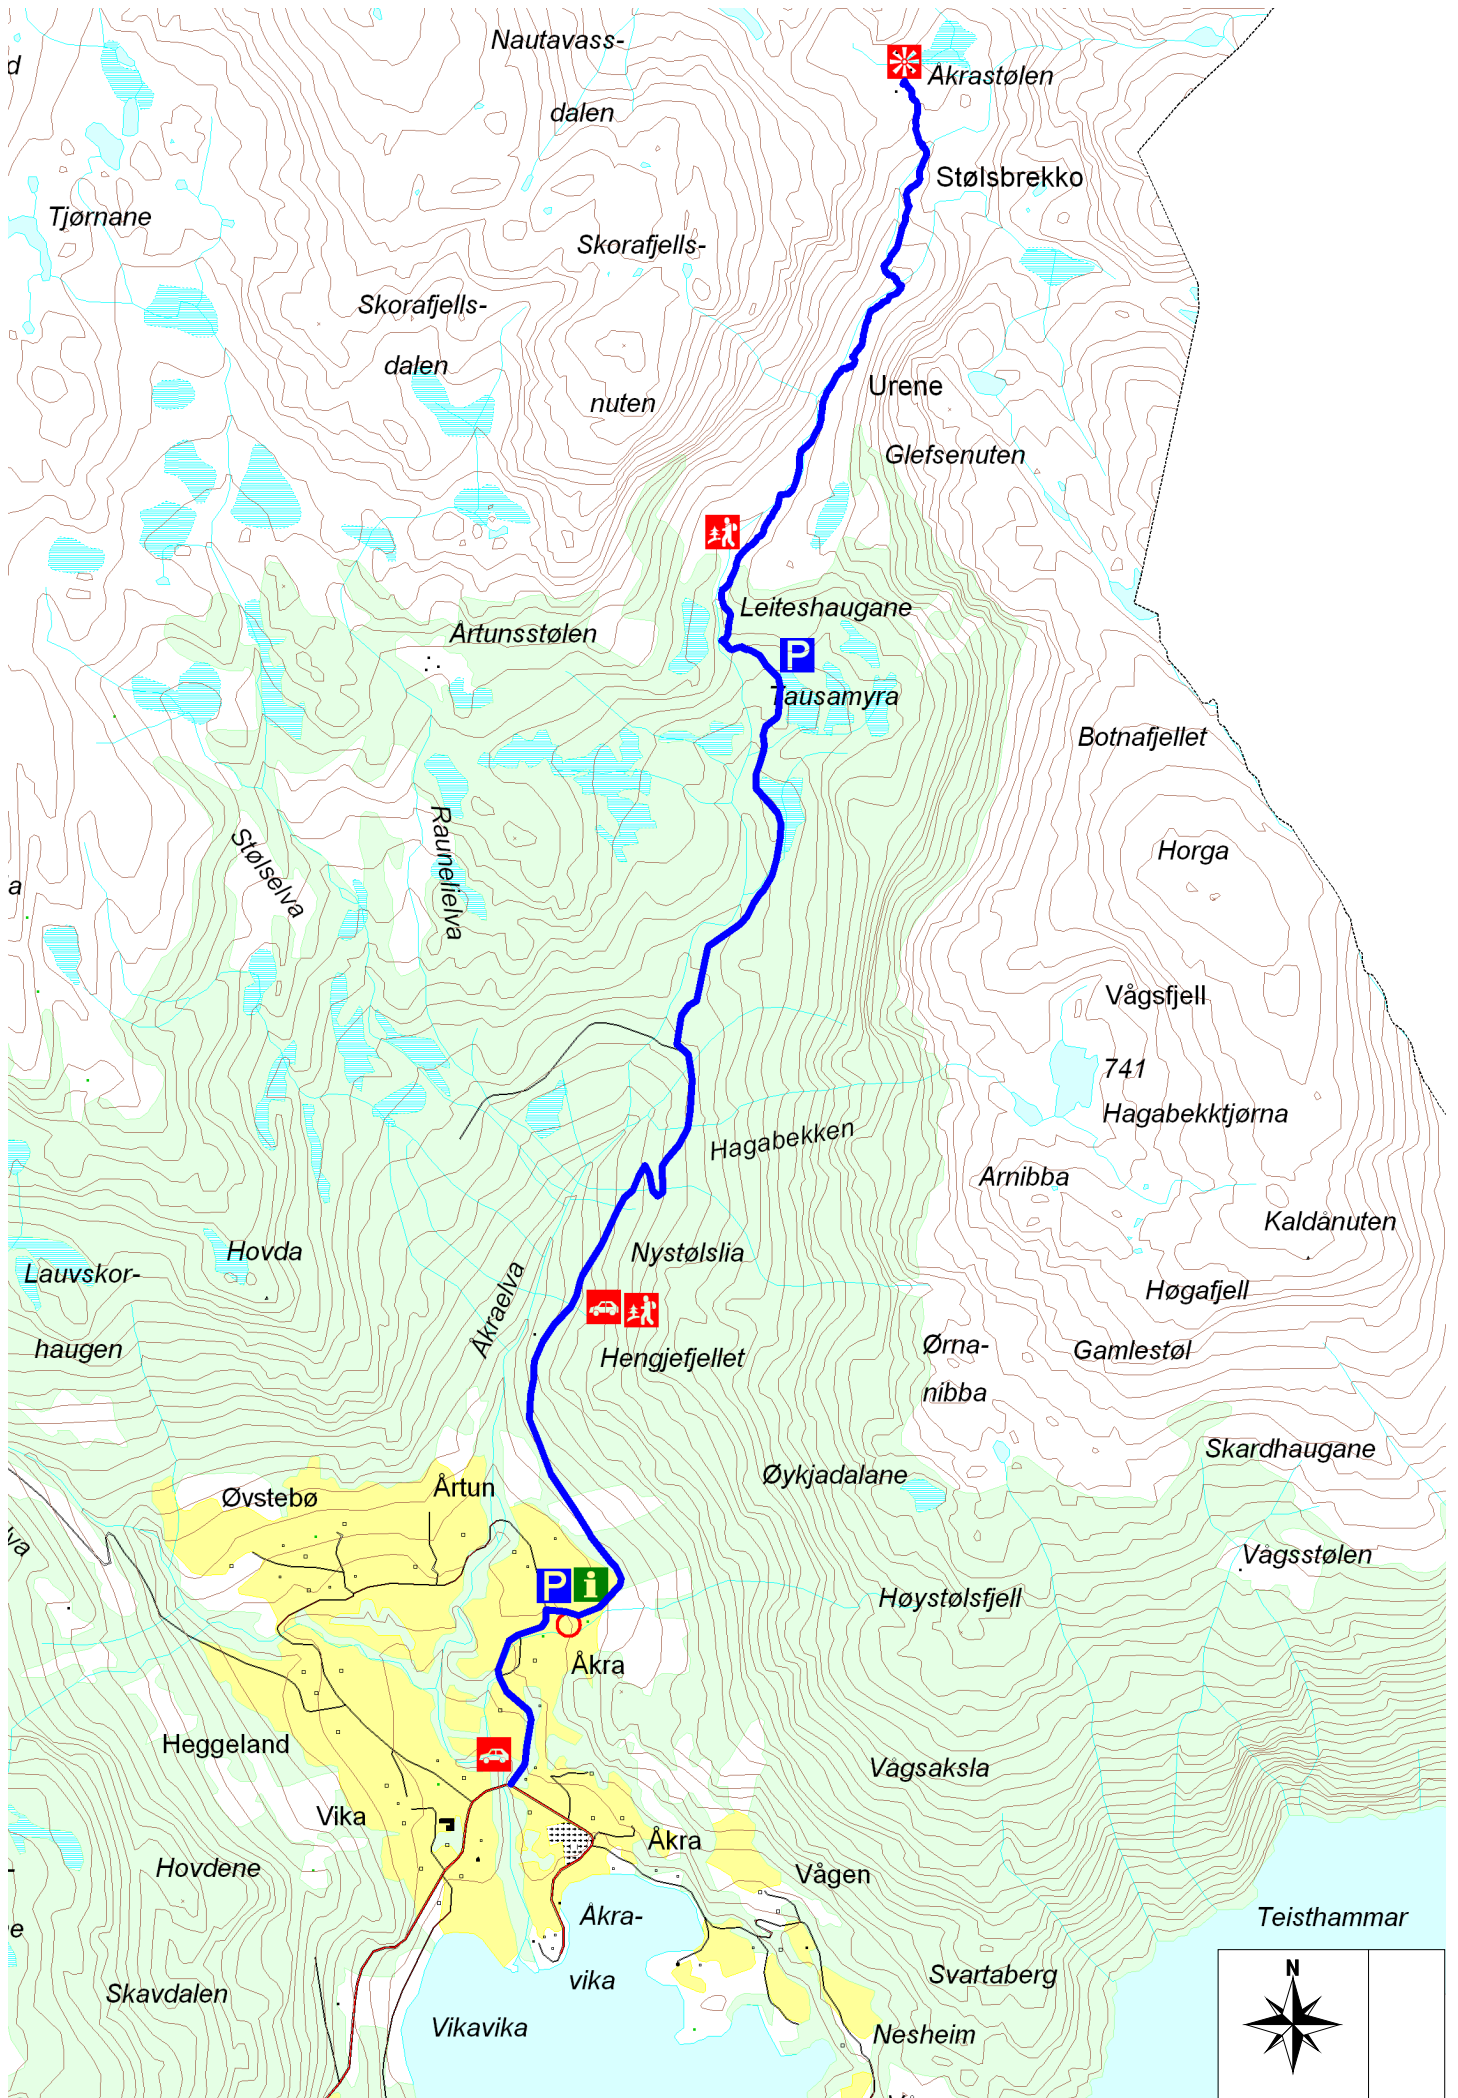 Nautavass-
dalen
d
Åkrastølen
Stølsbrekko
Tjørnane
Skorafjells-
nuten
Skorafjells-
dalen
Urene
Glefsenuten
Leiteshaugane
Årtunsstølen
P
Tausamyra
Botnafjellet
Stølselva
Raunelielva
Horga
a
Vågsfjell
741
Hagabekktjørna
Hagabekken
Arnibba
Kaldånuten
Hovda
Nystølslia
Lauvskor-
haugen
Åkraelva
Høgafjell
Hengjefjellet
Ørna-
nibba
Gamlestøl
Skardhaugane
Øykjadalane
Øvstebø
Årtun
lva
Vågsstølen
P i
Høystølsfjell
Åkra
Heggeland
Vågsaksla
Vika
Åkra
Hovdene
Vågen
Åkra-
vika
Teisthammar
e
Svartaberg
N
Skavdalen
Vikavika
Nesheim